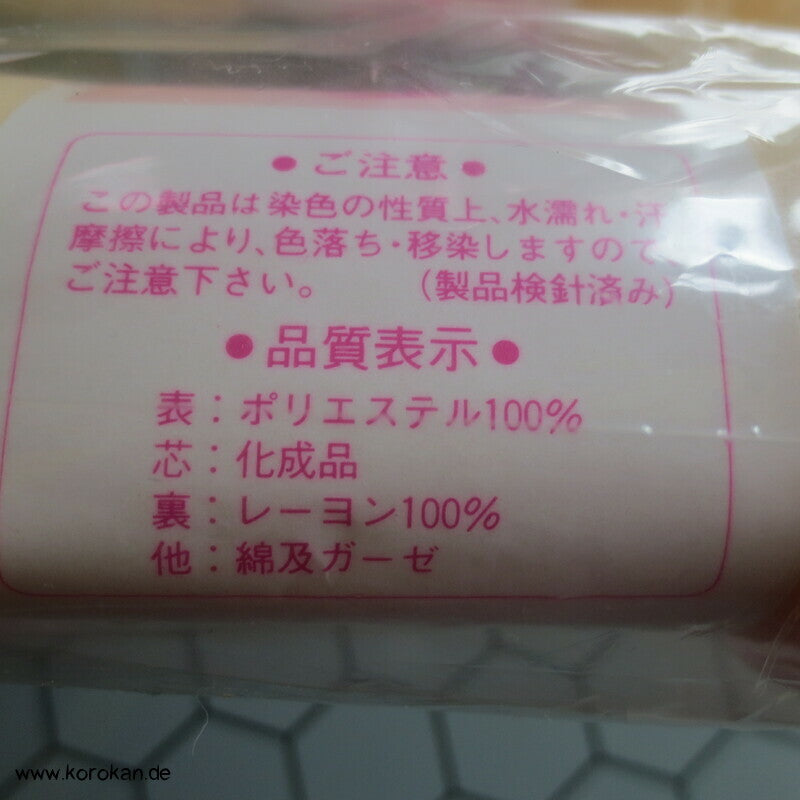 ● ご注意 ●
この製品は染色の性質上、水濡れ・汗
摩擦により、色落ち・移染しますので、
ご注意下さい。 (製品検針済み)
● 品質表示 ●
表：ポリエステル100%
芯：化成品
裏：レーヨン100%
他：綿及ガーゼ
www.korokan.de